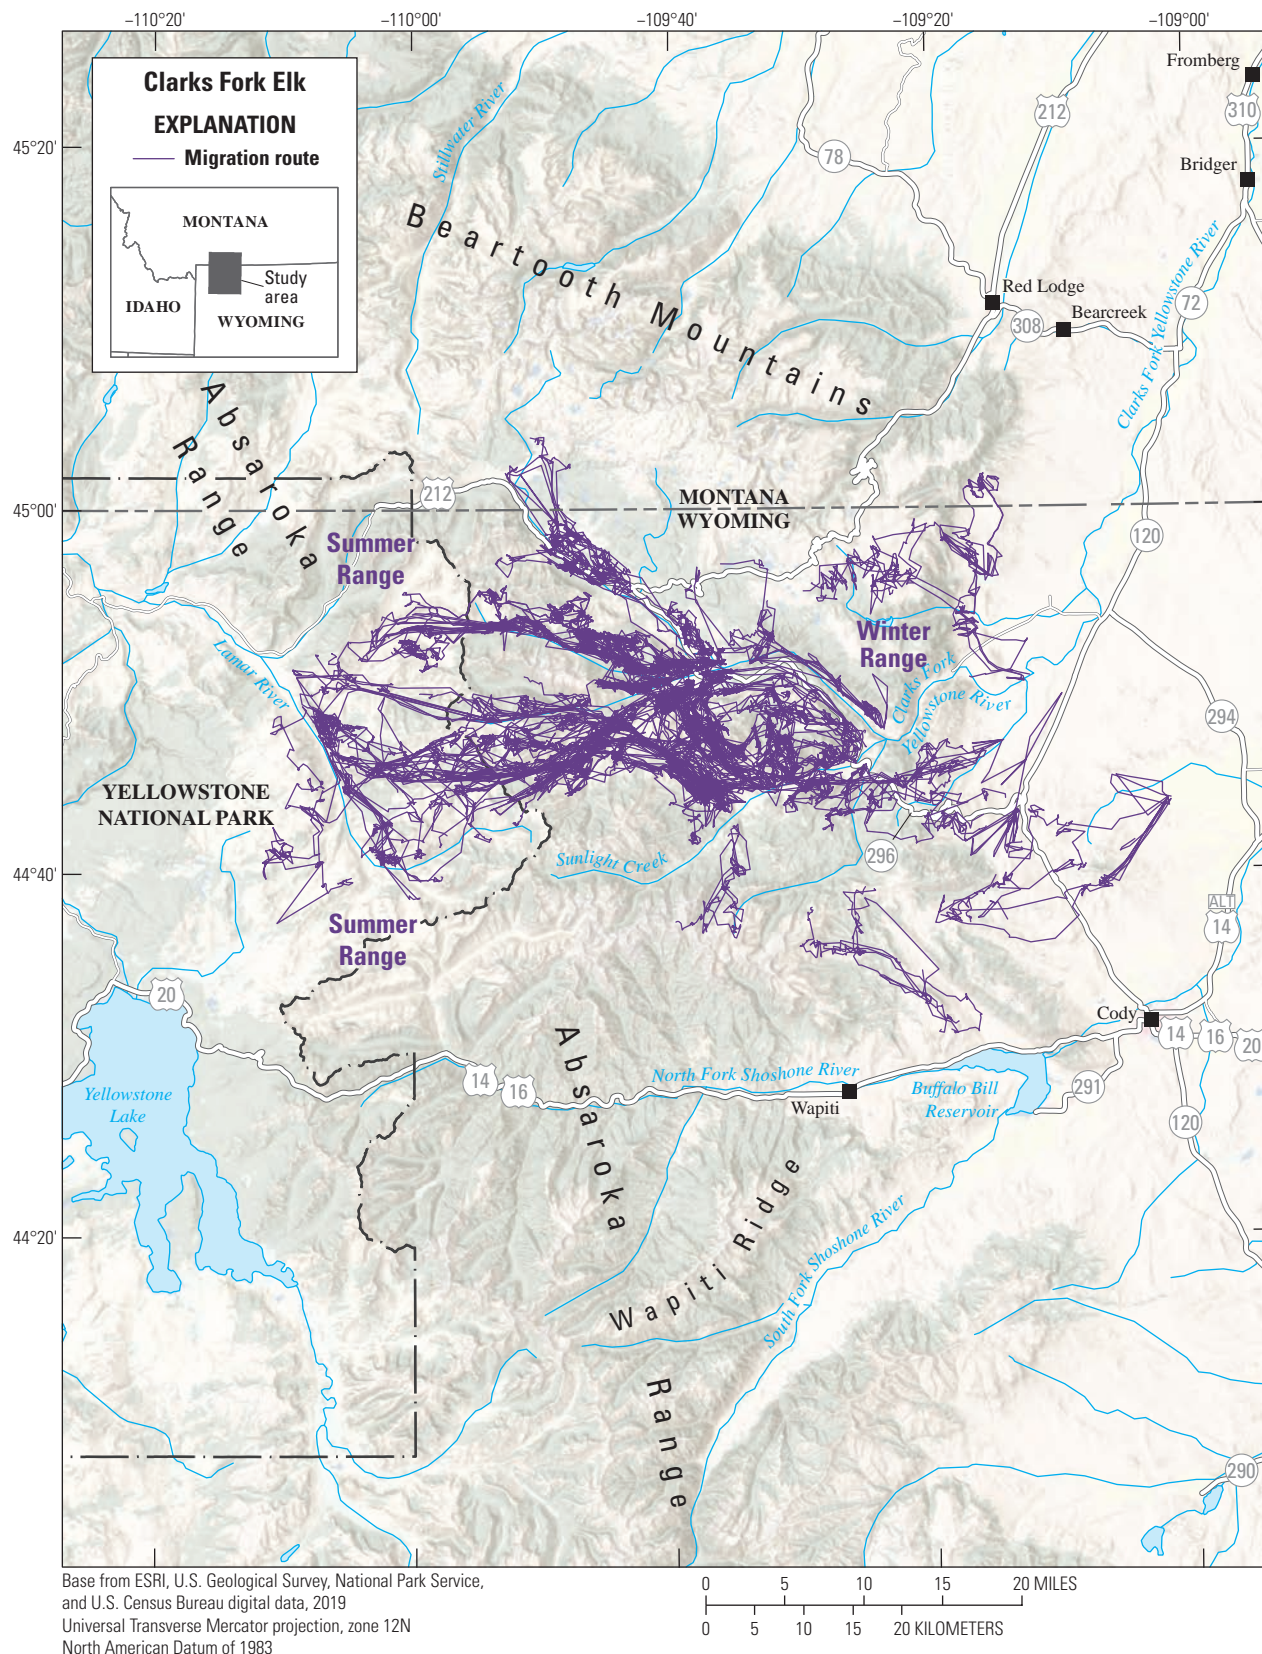 −110°20'
−110°00'
−109°40'
−109°20'
−109°00'
Clarks Fork Elk
EXPLANATION
Migration route
MONTANA
Study
area
IDAHO
WYOMING
Fromberg
310
212
Stillwater River
45°20'
78
Bridger
Beartooth Mountains
Clarks Fork Yellowstone River
Red Lodge
72
308
Bearcreek
Absaroka
Range
212
45°00'
MONTANA
WYOMING
120
Summer
Range
Winter
Range
Lamar River
Clarks Fork
Yellowstone River
294
YELLOWSTONE
NATIONAL PARK
296
Sunlight Creek
44°40'
ALT
14
Summer
Range
20
Cody
14
16
20
Absaroka
Range
North Fork Shoshone River
14
16
Wapiti
Buffalo Bill
Reservoir
291
Yellowstone
Lake
120
Wapiti Ridge
South Fork Shoshone River
44°20'
290
Base from ESRI, U.S. Geological Survey, National Park Service,
and U.S. Census Bureau digital data, 2019
Universal Transverse Mercator projection, zone 12N
North American Datum of 1983
0 5 10 15 20 MILES
0 5 10 15 20 KILOMETERS